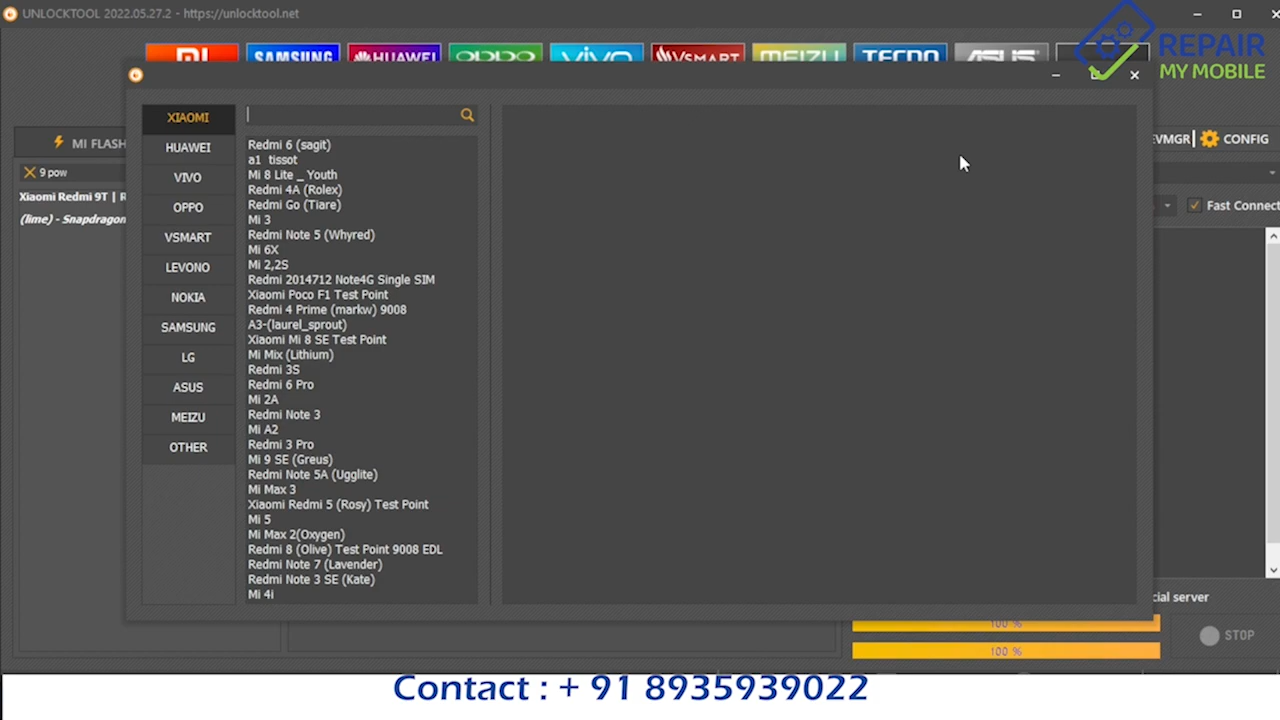 UNLOCKTOOL 2022.05.27.2 - https://unlocktool.net
SAMSUNG HUAWEI OPPO vivo VSMART MEIZU TECNO ASUS
REPAIR
MY MOBILE
MI FLASH
EVMGR CONFIG
9 pow
Xiaomi Redmi 9T | R
(lime) - Snapdragon
Fast Connect
XIAOMI
HUAWEI
VIVO
OPPO
VSMART
LEVONO
NOKIA
SAMSUNG
LG
ASUS
MEIZU
OTHER
Redmi 6 (sagit)
a1 tissot
Mi 8 Lite _ Youth
Redmi 4A (Rolex)
Redmi Go (Tiare)
Mi 3
Redmi Note 5 (Whyred)
Mi 6X
Mi 2,2S
Redmi 2014712 Note4G Single SIM
Xiaomi Poco F1 Test Point
Redmi 4 Prime (markw) 9008
A3-(laurel_sprout)
Xiaomi Mi 8 SE Test Point
Mi Mix (Lithium)
Redmi 3S
Redmi 6 Pro
Mi 2A
Redmi Note 3
Mi A2
Redmi 3 Pro
Mi 9 SE (Greus)
Redmi Note 5A (Ugglite)
Mi Max 3
Xiaomi Redmi 5 (Rosy) Test Point
Mi 5
Mi Max 2(Oxygen)
Redmi 8 (Olive) Test Point 9008 EDL
Redmi Note 7 (Lavender)
Redmi Note 3 SE (Kate)
Mi 4i
cial server
100 %
STOP
100 %
Contact : + 91 8935939022